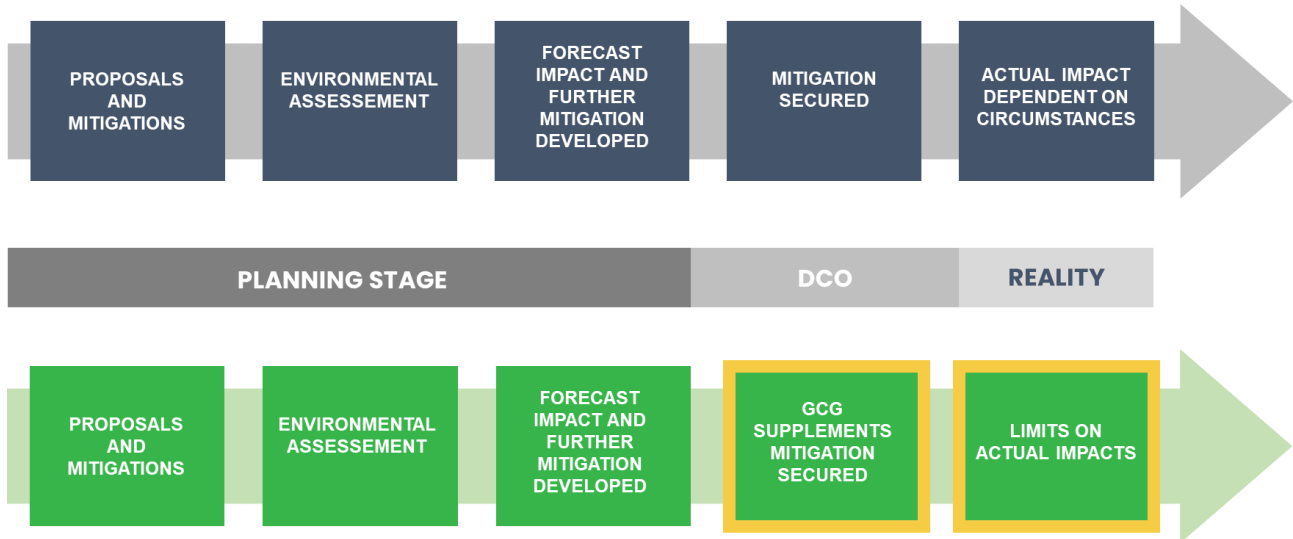 PROPOSALS
AND
MITIGATIONS
ENVIRONMENTAL
ASSESSEMENT
FORECAST
IMPACT AND
FURTHER
MITIGATION
DEVELOPED
MITIGATION
SECURED
ACTUAL IMPACT
DEPENDENT ON
CIRCUMSTANCES
PLANNING STAGE
DCO
REALITY
PROPOSALS
AND
MITIGATIONS
ENVIRONMENTAL
ASSESSEMENT
FORECAST
IMPACT AND
FURTHER
MITIGATION
DEVELOPED
GCG
SUPPLEMENTS
MITIGATION
SECURED
LIMITS ON
ACTUAL IMPACTS